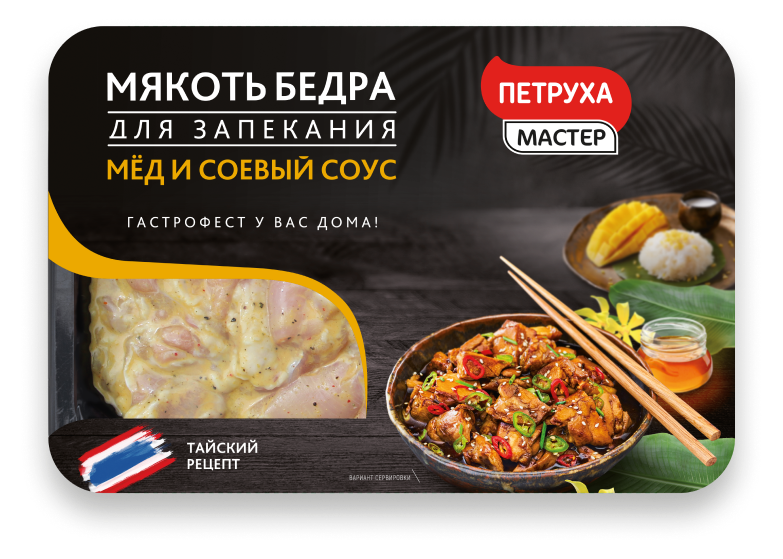 МЯКОТЬ БЕДРА
ДЛЯ ЗАПЕКАНИЯ
МЁД И СОЕВЫЙ СОУС
ГАСТРОФЕСТ У ВАС ДОМА!
ПЕТРУХА
МАСТЕР
ТАЙСКИЙ
РЕЦЕПТ
ВАРИАНТ СЕРВИРОВКИ